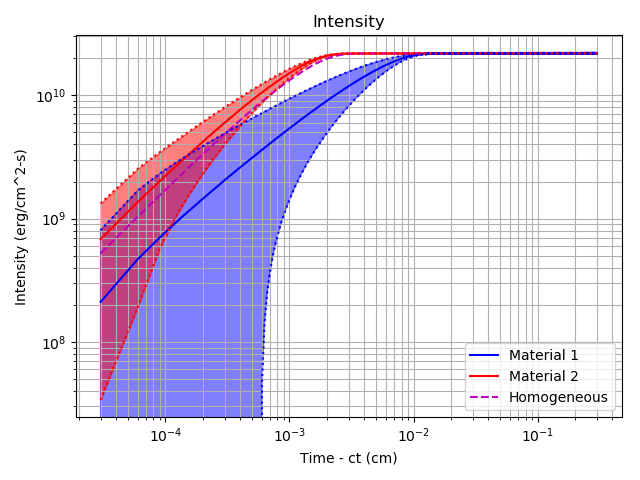 Intensity
Intensity (erg/cm^2-s)
10^10
10^9
10^8
10^−4
10^−3
10^−2
10^−1
Time - ct (cm)
Material 1
Material 2
Homogeneous